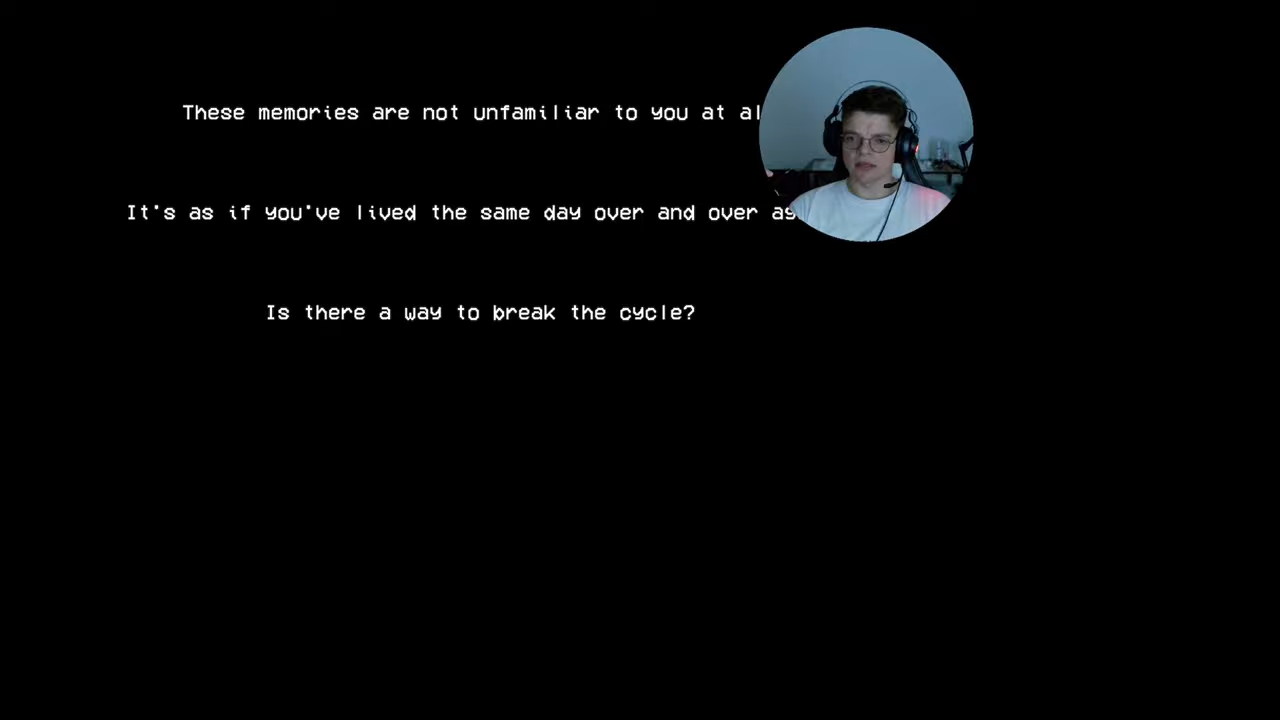 These memories are not unfamiliar to you at
It's as if you've lived the same day over and over
Is there a way to break the cycle?